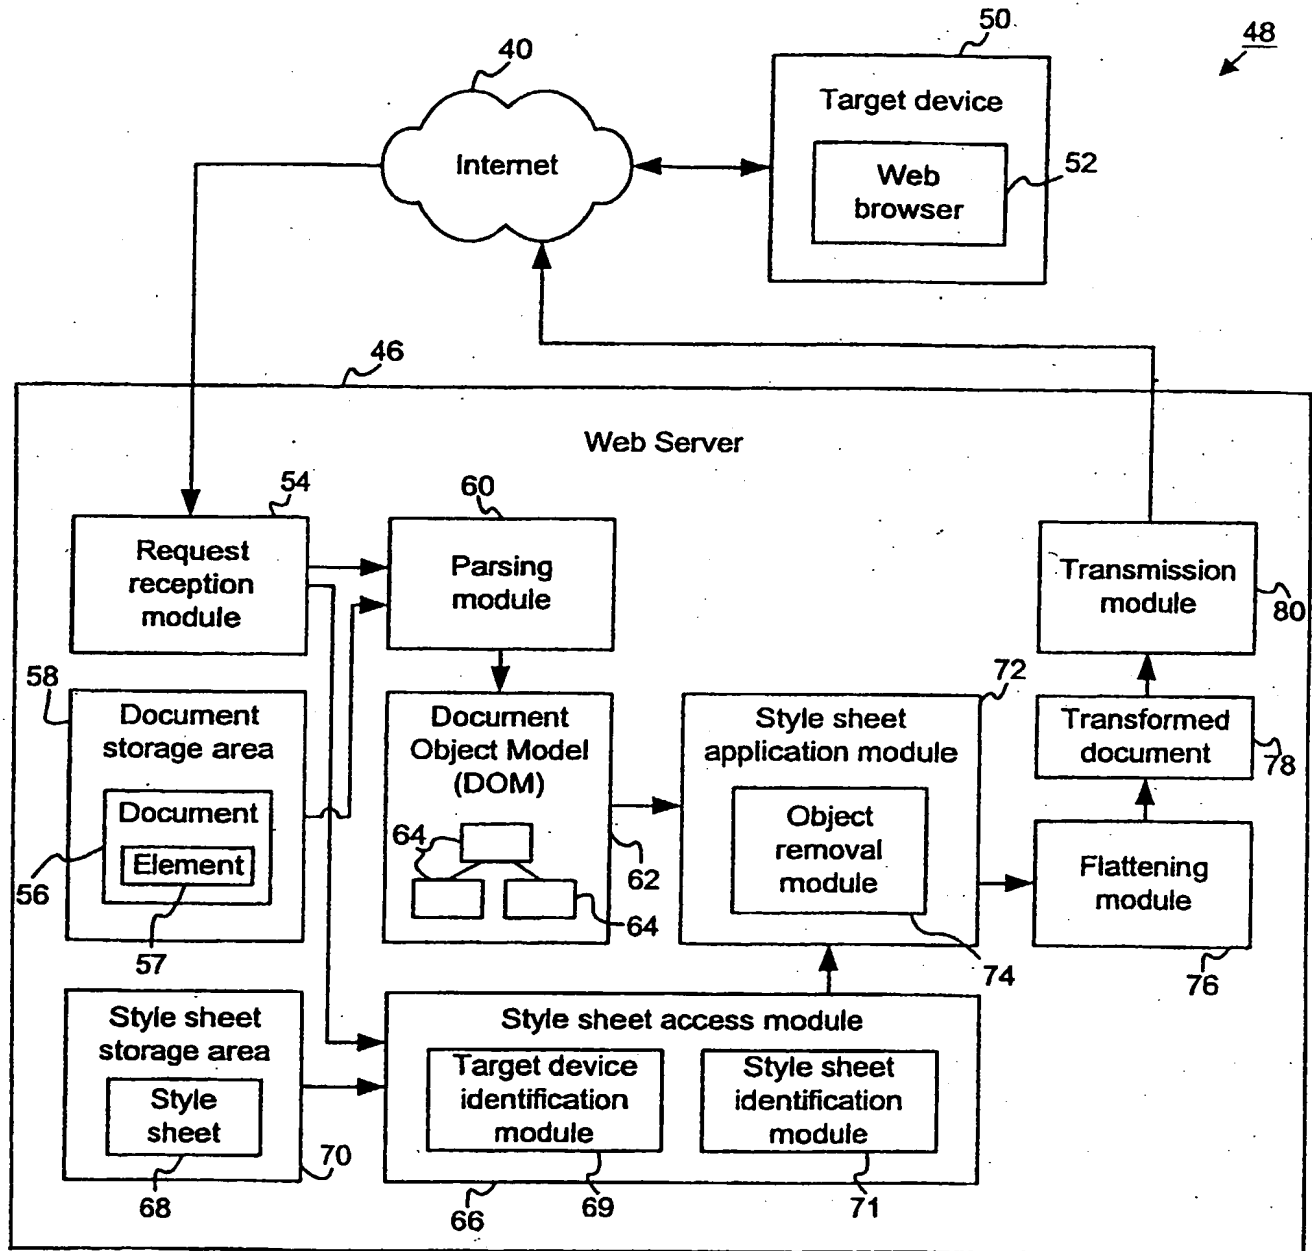 50
48
40
Target device
Internet
Web
browser
52
46
Web Server
54
60
Request
reception
module
Parsing
module
Transmission
module
80
58
Document
storage area
Document
Element
56
57
Document
Object Model
(DOM)
64
64
62
72
Style sheet
application module
Object
removal
module
74
Transformed
document
78
Flattening
module
76
Style sheet
storage area
Style
sheet
68
70
Style sheet access module
Target device
identification
module
Style sheet
identification
module
66
69
71